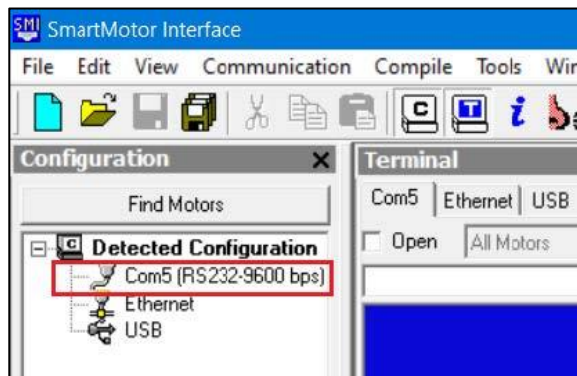 SMI SmartMotor Interface
File Edit View Communication Compile Tools
Configuration
Find Motors
Detected Configuration
Com5 (RS232-9600 bps)
Ethernet
USB
Terminal
Com5 Ethernet USB
Open All Motors